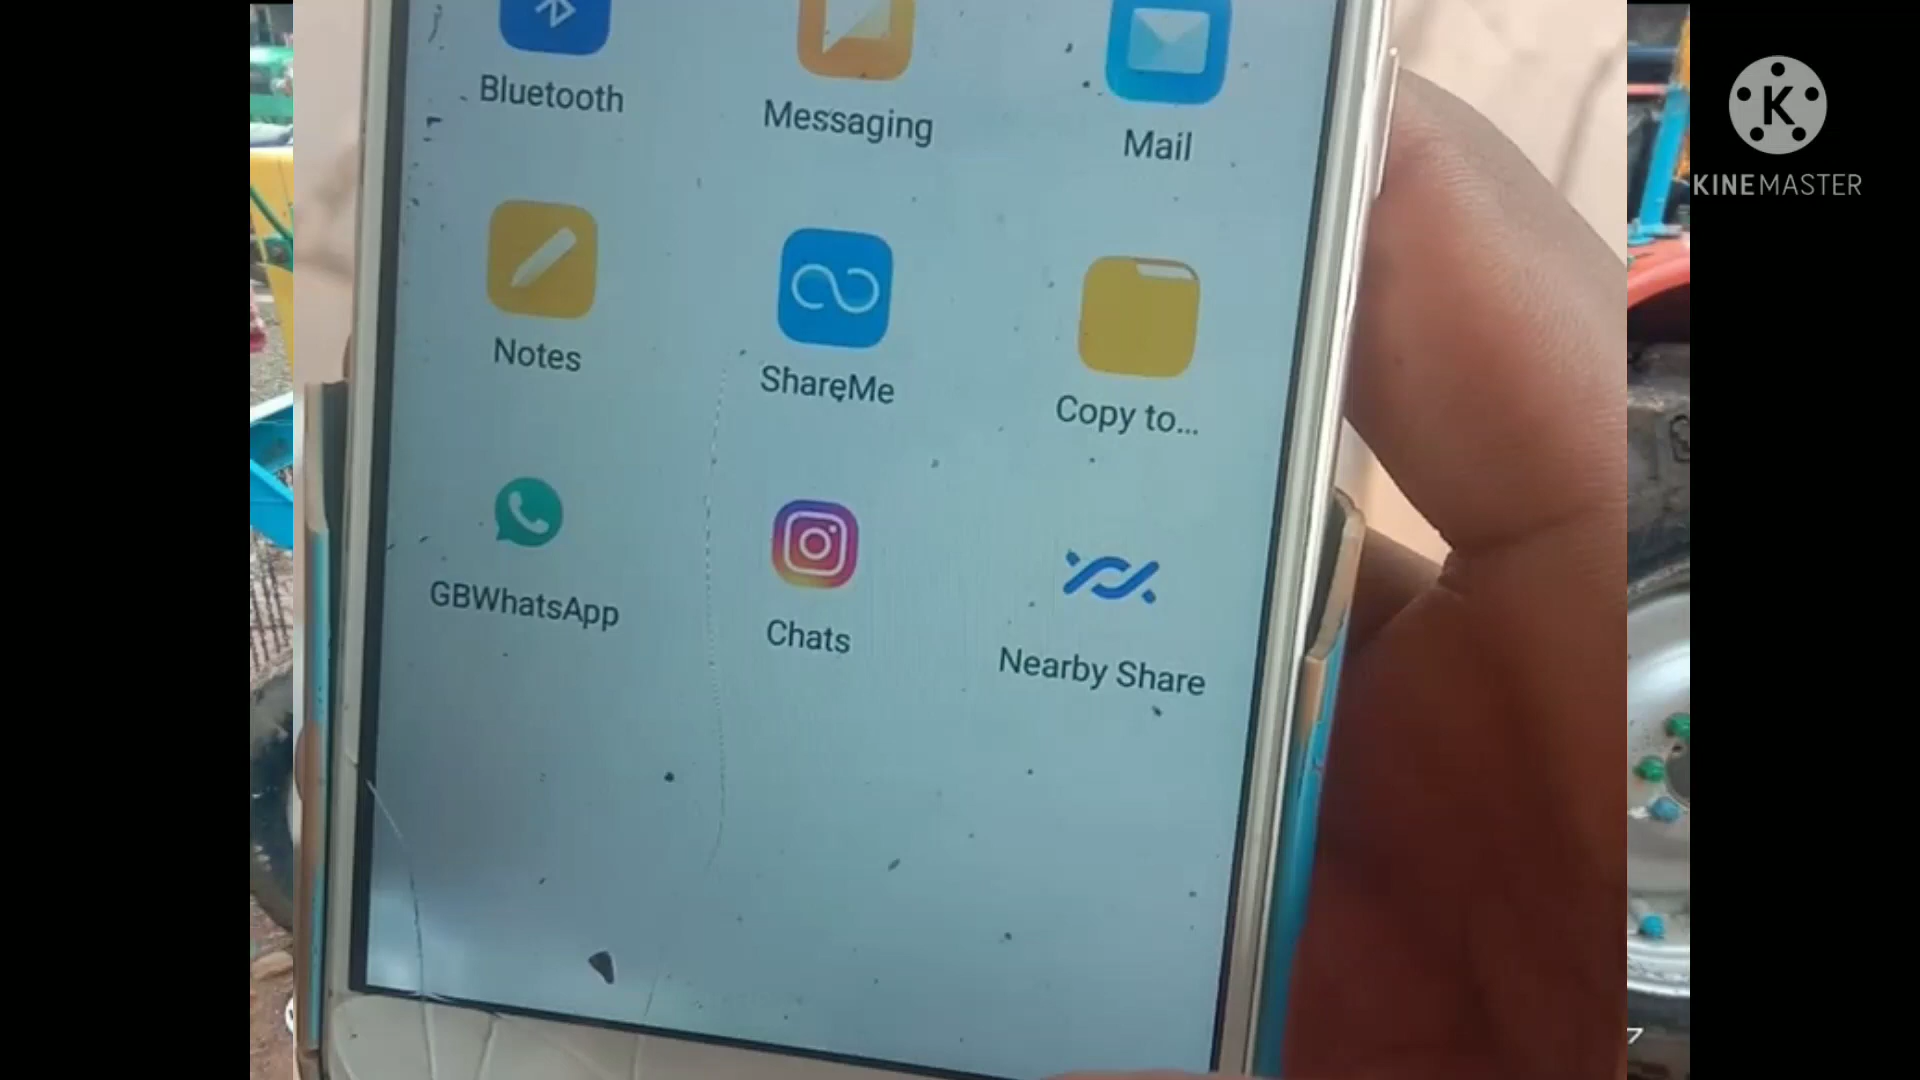 Bluetooth
Messaging
Mail
Notes
ShareMe
Copy to...
GBWhatsApp
Chats
Nearby Share
K
KINEMASTER